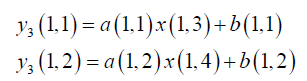 y₃(1,1)=a(1,1)x(1,3)+b(1,1)
y₃(1,2)=a(1,2)x(1,4)+b(1,2)